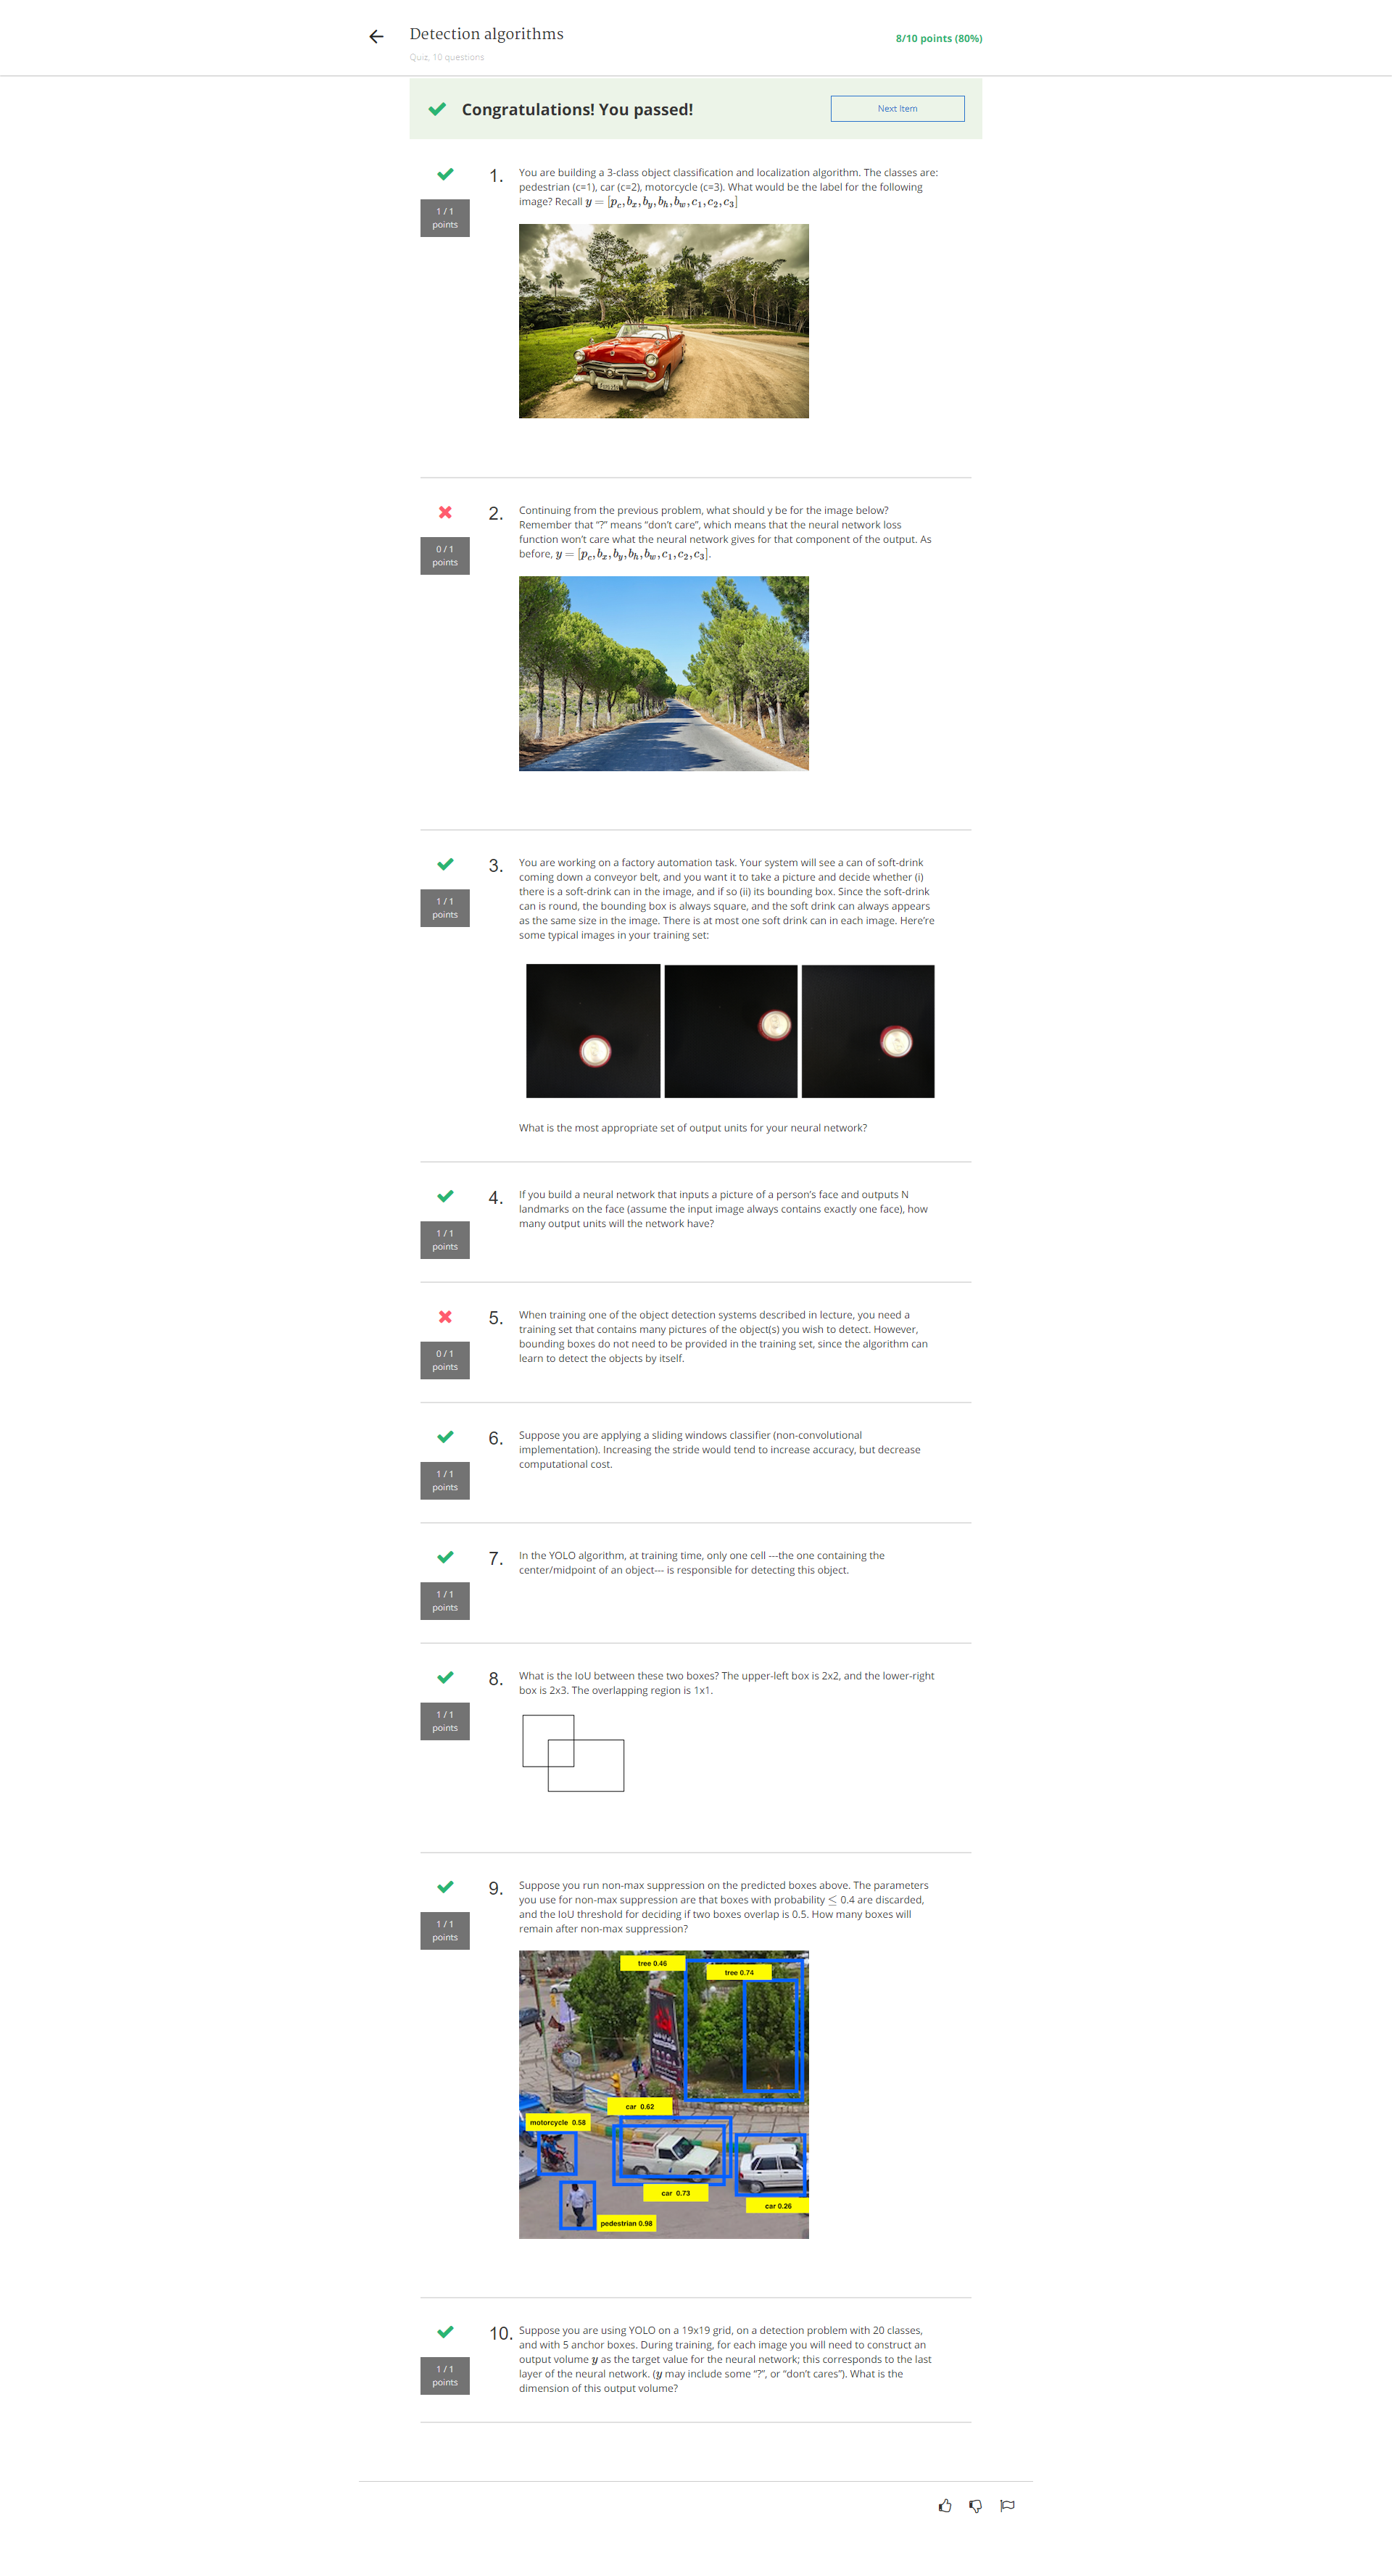 Detection algorithms
Quiz, 10 questions
8/10 points (80%)
Congratulations! You passed!
Next Item
1 / 1
points
1.
You are building a 3-class object classification and localization algorithm. The classes are:
pedestrian (c=1), car (c=2), motorcycle (c=3). What would be the label for the following
image? Recall y = [p_c, b_x, b_y, b_h, b_w, c_1, c_2, c_3]
0 / 1
points
2.
Continuing from the previous problem, what should y be for the image below?
Remember that “?” means “don’t care”, which means that the neural network loss
function won’t care what the neural network gives for that component of the output. As
before, y = [p_c, b_x, b_y, b_h, b_w, c_1, c_2, c_3].
1 / 1
points
3.
You are working on a factory automation task. Your system will see a can of soft-drink
coming down a conveyor belt, and you want it to take a picture and decide whether (i)
there is a soft-drink can in the image, and if so (ii) its bounding box. Since the soft-drink
can is round, the bounding box is always square, and the soft drink can always appears
as the same size in the image. There is at most one soft drink can in each image. Here’re
some typical images in your training set:
What is the most appropriate set of output units for your neural network?
1 / 1
points
4.
If you build a neural network that inputs a picture of a person’s face and outputs N
landmarks on the face (assume the input image always contains exactly one face), how
many output units will the network have?
0 / 1
points
5.
When training one of the object detection systems described in lecture, you need a
training set that contains many pictures of the object(s) you wish to detect. However,
bounding boxes do not need to be provided in the training set, since the algorithm can
learn to detect the objects by itself.
1 / 1
points
6.
Suppose you are applying a sliding windows classifier (non-convolutional
implementation). Increasing the stride would tend to increase accuracy, but decrease
computational cost.
1 / 1
points
7.
In the YOLO algorithm, at training time, only one cell ---the one containing the
center/midpoint of an object--- is responsible for detecting this object.
1 / 1
points
8.
What is the IoU between these two boxes? The upper-left box is 2x2, and the lower-right
box is 2x3. The overlapping region is 1x1.
1 / 1
points
9.
Suppose you run non-max suppression on the predicted boxes above. The parameters
you use for non-max suppression are that boxes with probability ≤ 0.4 are discarded,
and the IoU threshold for deciding if two boxes overlap is 0.5. How many boxes will
remain after non-max suppression?
tree 0.46
tree 0.74
car 0.62
motorcycle 0.58
car 0.73
car 0.26
pedestrian 0.98
1 / 1
points
10.
Suppose you are using YOLO on a 19x19 grid, on a detection problem with 20 classes,
and with 5 anchor boxes. During training, for each image you will need to construct an
output volume y as the target value for the neural network; this corresponds to the last
layer of the neural network. (y may include some “?”, or “don’t cares”). What is the
dimension of this output volume?